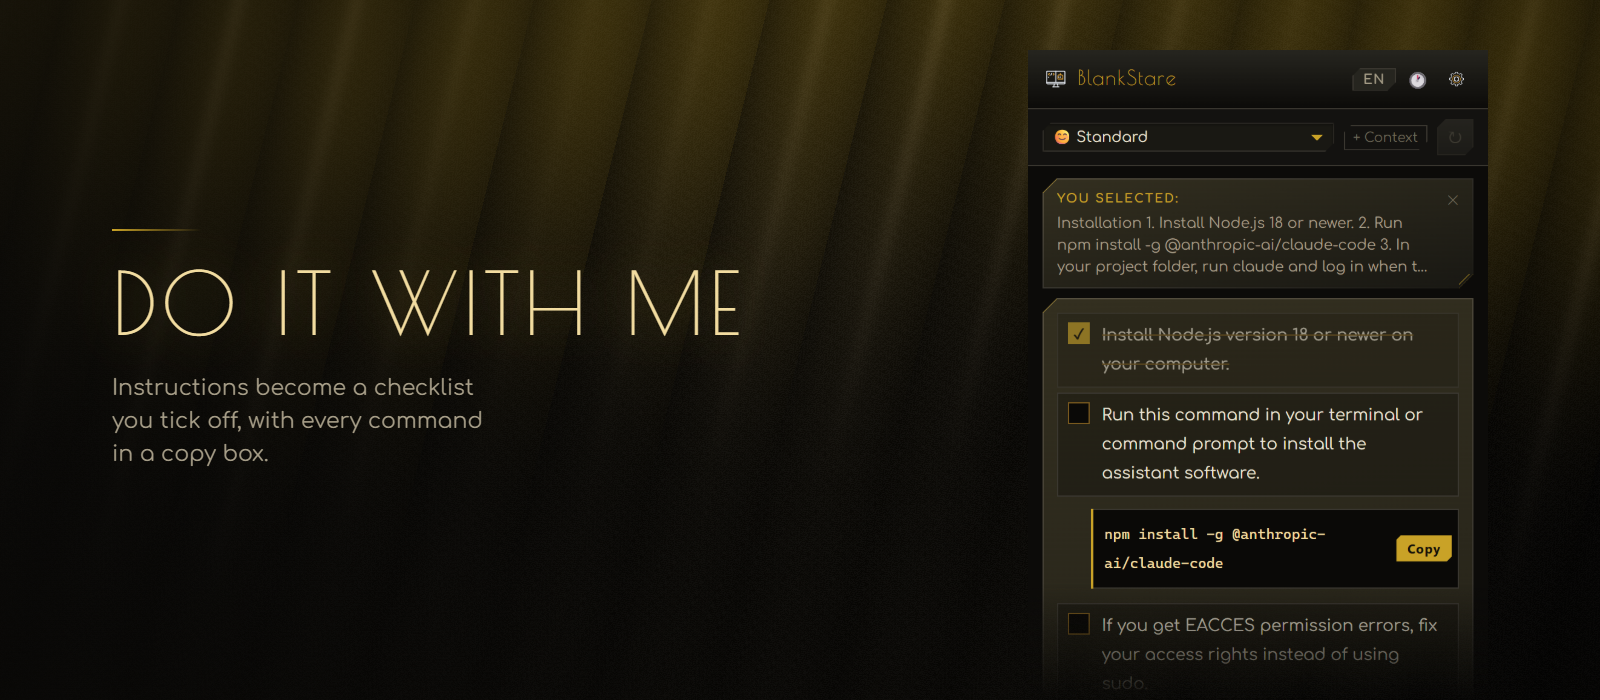 DO IT WITH ME
Instructions become a checklist
you tick off, with every command
in a copy box.
BlankStare
EN
😊 Standard
+ Context
YOU SELECTED:
Installation 1. Install Node.js 18 or newer. 2. Run
npm install -g @anthropic-ai/claude-code 3. In
your project folder, run claude and log in when t...
Install Node.js version 18 or newer on
your computer.
Run this command in your terminal or
command prompt to install the
assistant software.
npm install -g @anthropic-
ai/claude-code
Copy
If you get EACCES permission errors, fix
your access rights instead of using
sudo.